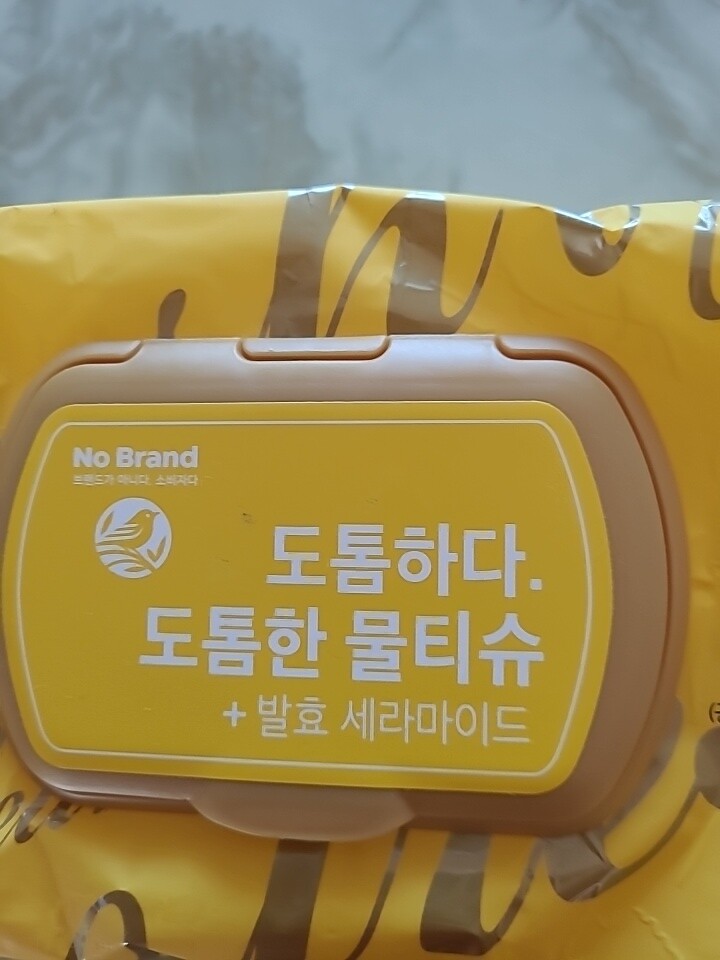 No Brand
브랜드가 아니다. 소비자다
도톰하다.
도톰한 물티슈
+ 발효 세라마이드